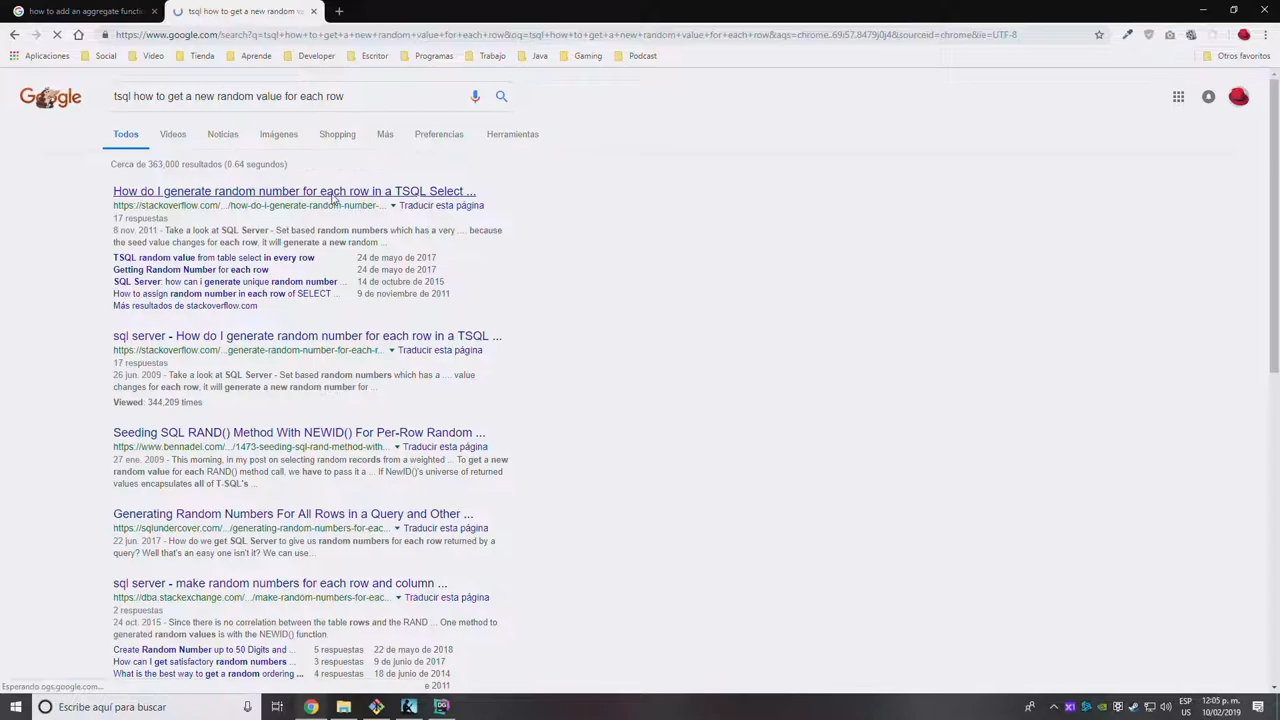 how to add an aggregate functi
tsql how to get a new random v
https://www.google.com/search?q=tsql+how+to+get+a+new+random+value+for+each+row&oq=tsql+how+to+get+a+new+random+value+for+each+row&aqs=chrome..69i57.8479j0j4&sourceid=chrome&ie=UTF-8
Aplicaciones Social Video Tienda Aprender Developer Escritor Programas Trabajo Java Gaming Podcast Otros favoritos
Google
tsql how to get a new random value for each row
Todos Videos Noticias Imágenes Shopping Más Preferencias Herramientas
Cerca de 363,000 resultados (0.64 segundos)
How do I generate random number for each row in a TSQL Select ...
https://stackoverflow.com/.../how-do-i-generate-random-number-... Traducir esta página
17 respuestas
8 nov. 2011 - Take a look at SQL Server - Set based random numbers which has a very .... because
the seed value changes for each row, it will generate a new random ...
TSQL random value from table select in every row 24 de mayo de 2017
Getting Random Number for each row 24 de mayo de 2017
SQL Server: how can i generate unique random number ... 14 de octubre de 2015
How to assign random number in each row of SELECT ... 9 de noviembre de 2011
Más resultados de stackoverflow.com
sql server - How do I generate random number for each row in a TSQL ...
https://stackoverflow.com/...generate-random-number-for-each-r... Traducir esta página
17 respuestas
26 jun. 2009 - Take a look at SQL Server - Set based random numbers which has a .... value
changes for each row, it will generate a new random number for ...
Viewed: 344,209 times
Seeding SQL RAND() Method With NEWID() For Per-Row Random ...
https://www.bennadel.com/.../1473-seeding-sql-rand-method-with... Traducir esta página
27 ene. 2009 - This morning, in my post on selecting random records from a weighted ... To get a new
random value for each RAND() method call, we have to pass it a ... If NewID's universe of returned
values encapsulates all of T-SQL's ...
Generating Random Numbers For All Rows in a Query and Other ...
https://sqlundercover.com/.../generating-random-numbers-for-eac... Traducir esta página
22 jun. 2017 - How do we get SQL Server to give us random numbers for each row returned by a
query? Well that's an easy one isn't it? We can use...
sql server - make random numbers for each row and column ...
https://dba.stackexchange.com/.../make-random-numbers-for-eac... Traducir esta página
2 respuestas
24 oct. 2015 - Since there is no correlation between the table rows and the RAND ... One method to
generated random values is with the NEWID() function.
Create Random Number up to 50 Digits and ... 5 respuestas 22 de mayo de 2018
How can I get satisfactory random numbers ... 3 respuestas 9 de junio de 2017
What is the best way to get a random ordering ... 4 respuestas 18 de junio de 2014
e 2011
Esperando ogs.google.com...
Escribe aquí para buscar
ESP
US
12:05 p. m.
10/02/2019